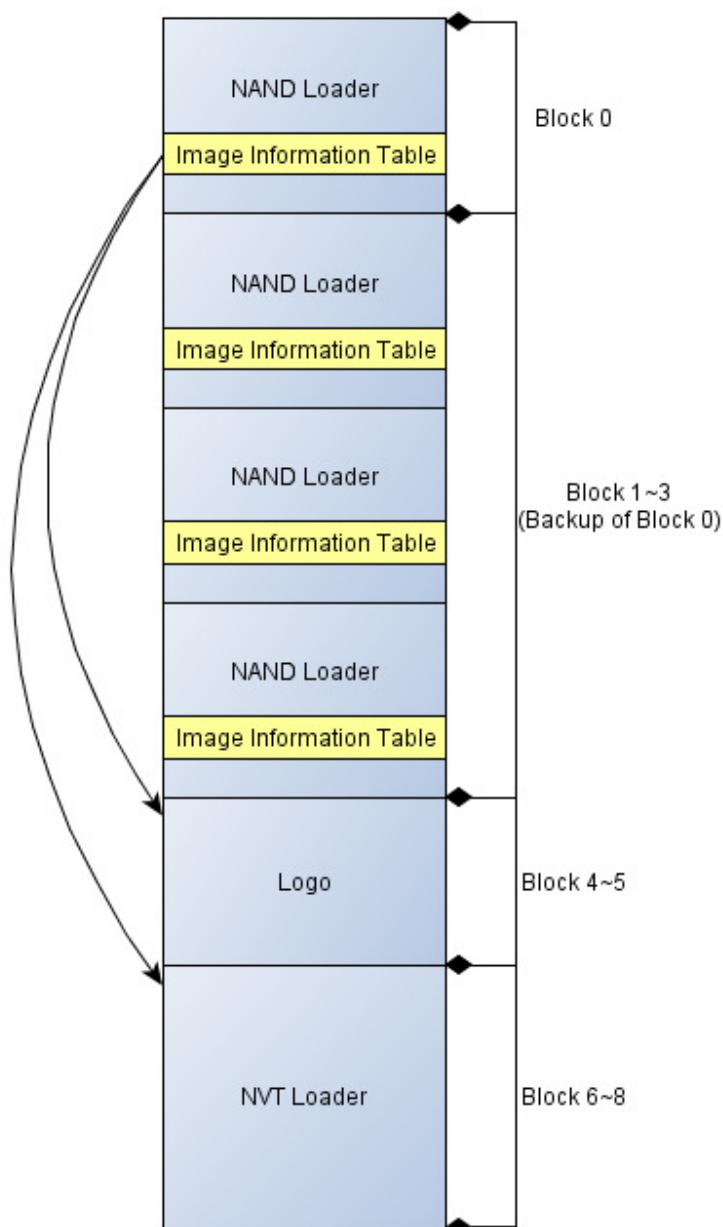 NAND Loader
Block 0
Image Information Table
NAND Loader
Image Information Table
NAND Loader
Block 1~3
(Backup of Block 0)
Image Information Table
NAND Loader
Image Information Table
Logo
Block 4~5
NVT Loader
Block 6~8